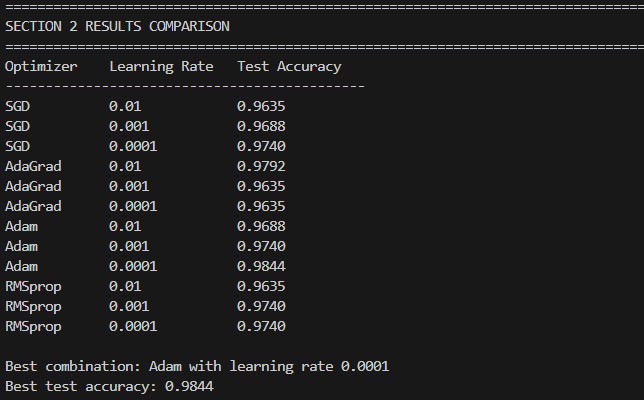 ================================================================================
SECTION 2 RESULTS COMPARISON
================================================================================
Optimizer    Learning Rate   Test Accuracy
---------------------------------------------
SGD          0.01            0.9635
SGD          0.001           0.9688
SGD          0.0001          0.9740
AdaGrad      0.01            0.9792
AdaGrad      0.001           0.9635
AdaGrad      0.0001          0.9635
Adam         0.01            0.9688
Adam         0.001           0.9740
Adam         0.0001          0.9844
RMSprop      0.01            0.9635
RMSprop      0.001           0.9740
RMSprop      0.0001          0.9740
Best combination: Adam with learning rate 0.0001
Best test accuracy: 0.9844